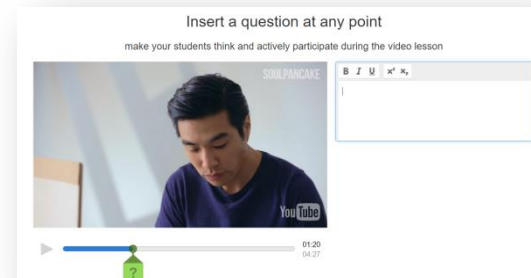 Insert a question at any point
make your students think and actively participate during the video lesson
SOULPANCAKE
B I U x² x₂
YouTube
01:20
04:27
?